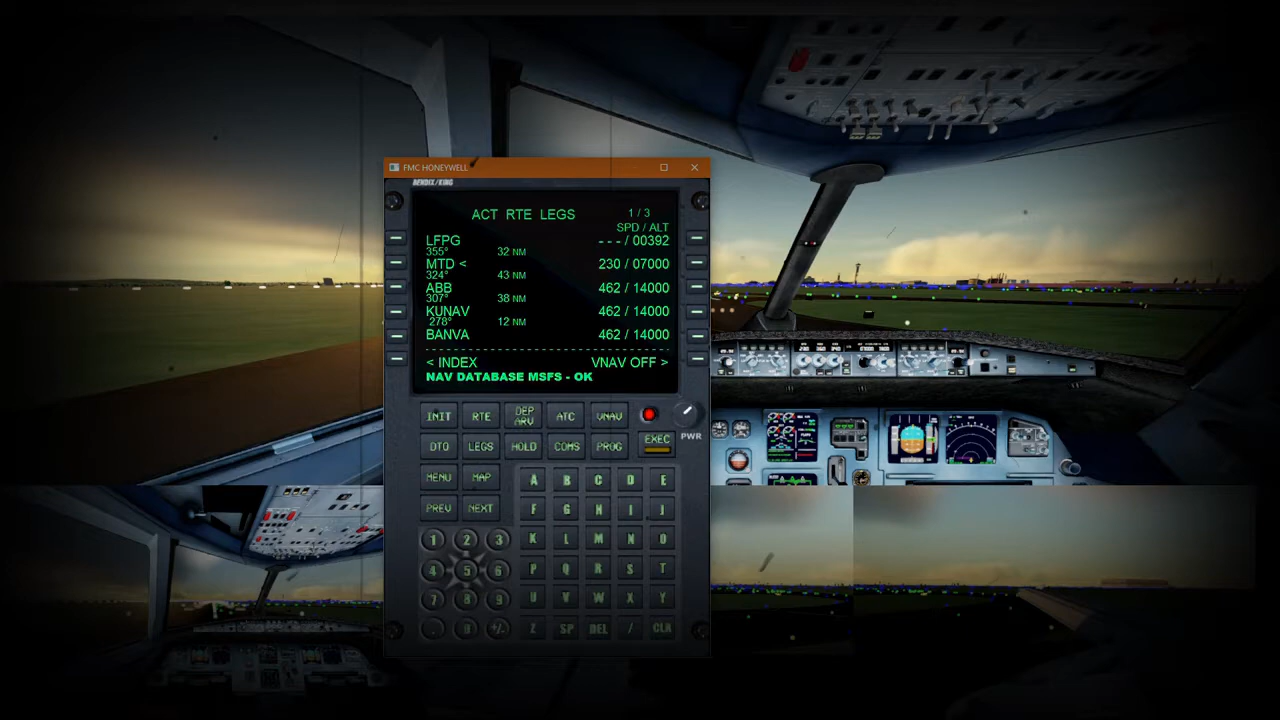 FMC HONEYWELL
BENDIX/KING
ACT RTE LEGS 1 / 3
SPD / ALT
LFPG - - - / 00392
355° 32 NM
MTD < 230 / 07000
324° 43 NM
ABB 462 / 14000
307° 38 NM
KUNAV 462 / 14000
278° 12 NM
BANVA 462 / 14000
< INDEX VNAV OFF >
NAV DATABASE MSFS - OK
INIT RTE DEP ARV ATC VNAV
PWR
DTO LEGS HOLD COMS PROG EXEC
MENU MAP
A B C D E
PREV NEXT
F G H I J
1 2 3 K L M N O
4 5 6 P Q R S T
7 8 9 U V W X Y
. 0 +/- Z SP DEL / CLR